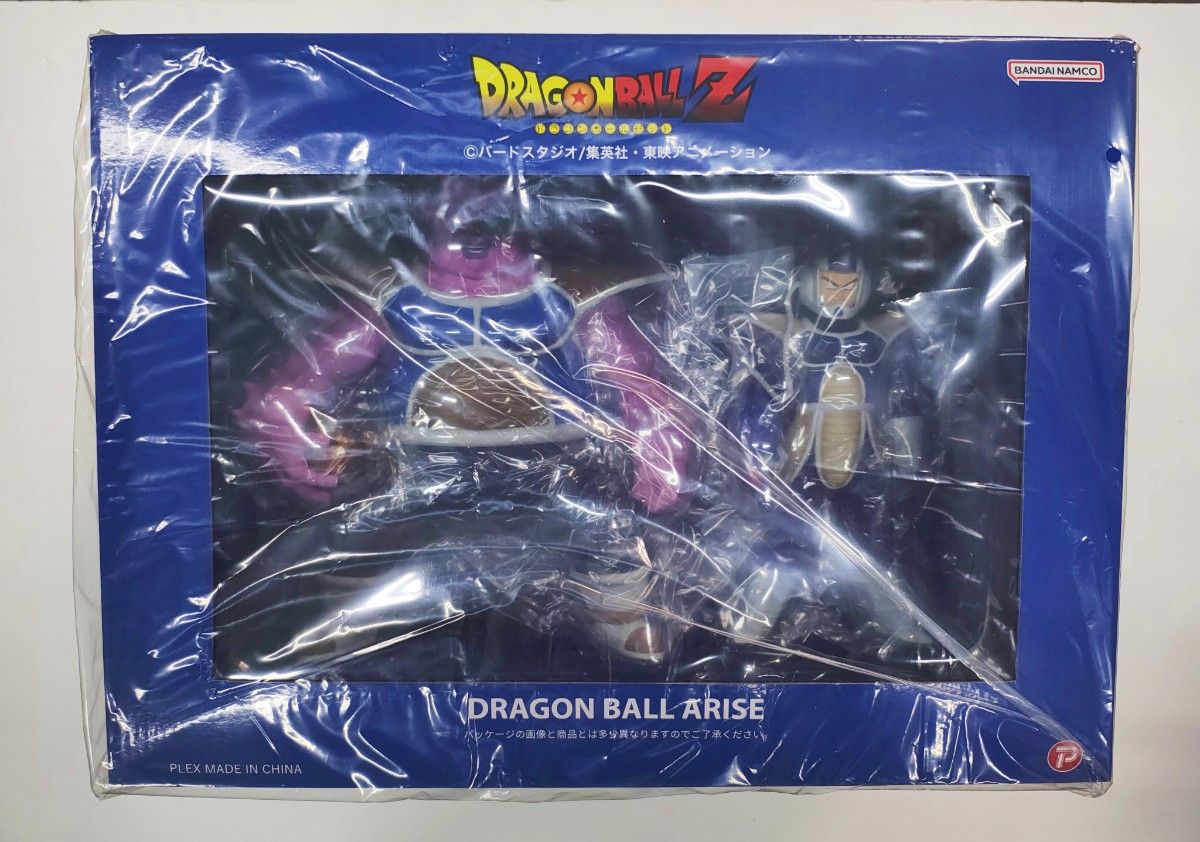 DRAGON BALL Z
ドラゴンボールゼット
BANDAI NAMCO
©バードスタジオ/集英社・東映アニメーション
DRAGON BALL ARISE
パッケージの画像と商品とは多少異なりますのでご了承ください。
PLEX MADE IN CHINA
P